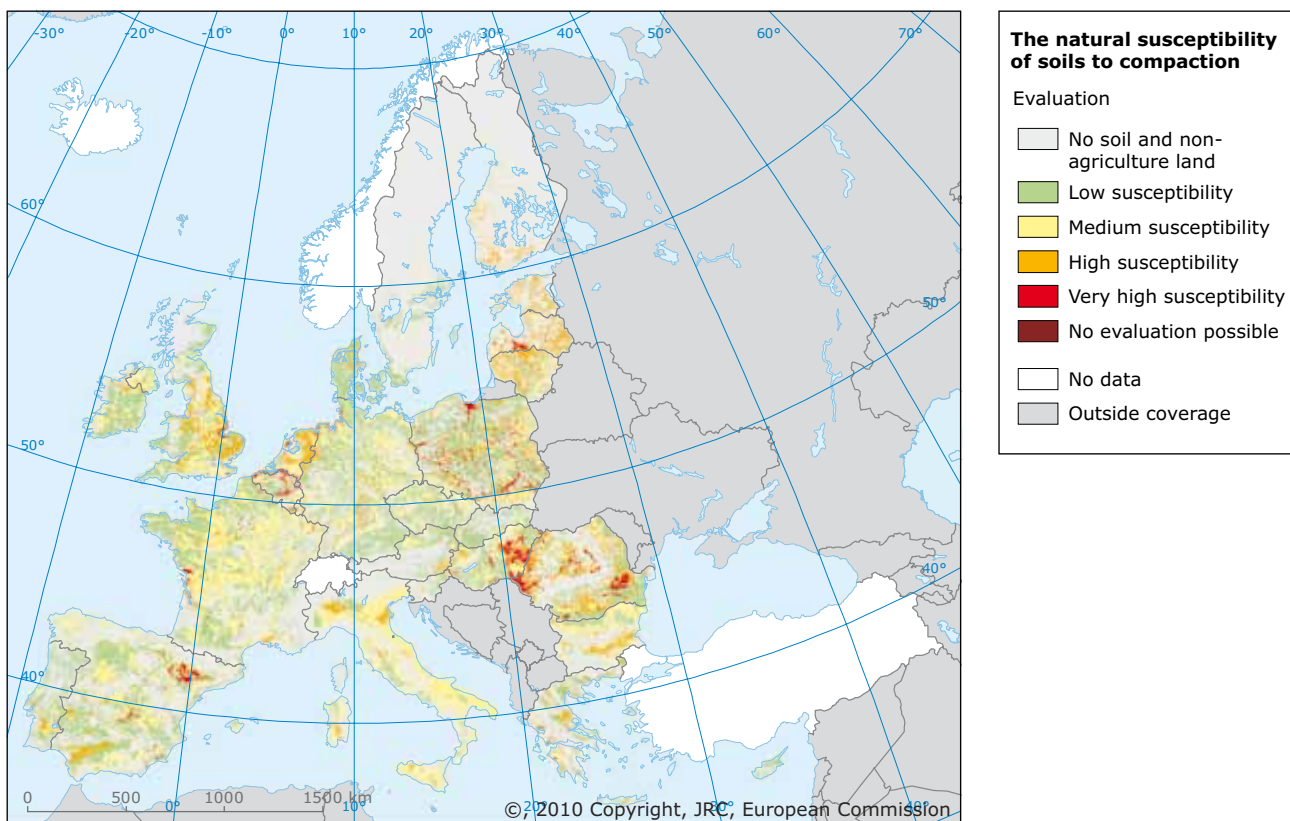 -30°
-20°
-10°
0°
10°
20°
30°
40°
50°
60°
70°
60°
50°
40°
50°
40°
0
500
1000
1500 km
0°
10°
20°
30°
40°
©, 2010 Copyright, JRC, European Commission
The natural susceptibility
of soils to compaction
Evaluation
No soil and non-
agriculture land
Low susceptibility
Medium susceptibility
High susceptibility
Very high susceptibility
No evaluation possible
No data
Outside coverage